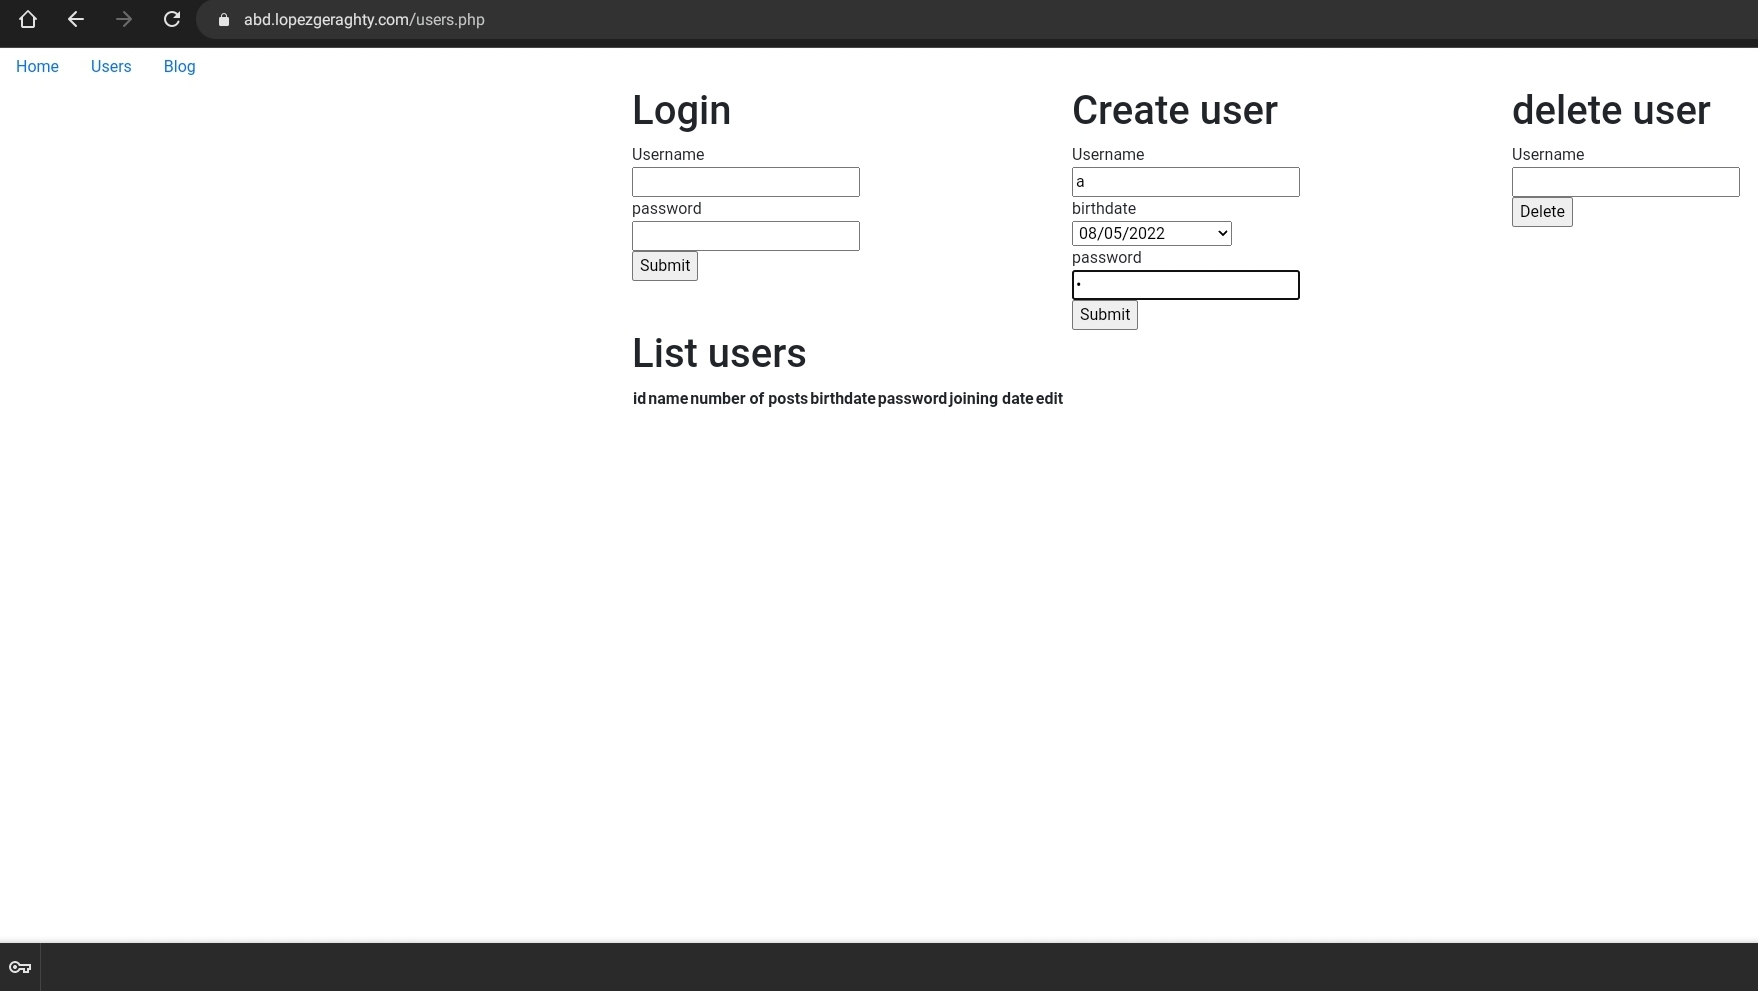 abd.lopezgeraghty.com/users.php
Home Users Blog
Login
Username
password
Submit
Create user
Username
a
birthdate
08/05/2022
password
•
Submit
delete user
Username
Delete
List users
id name number of posts birthdate password joining date edit